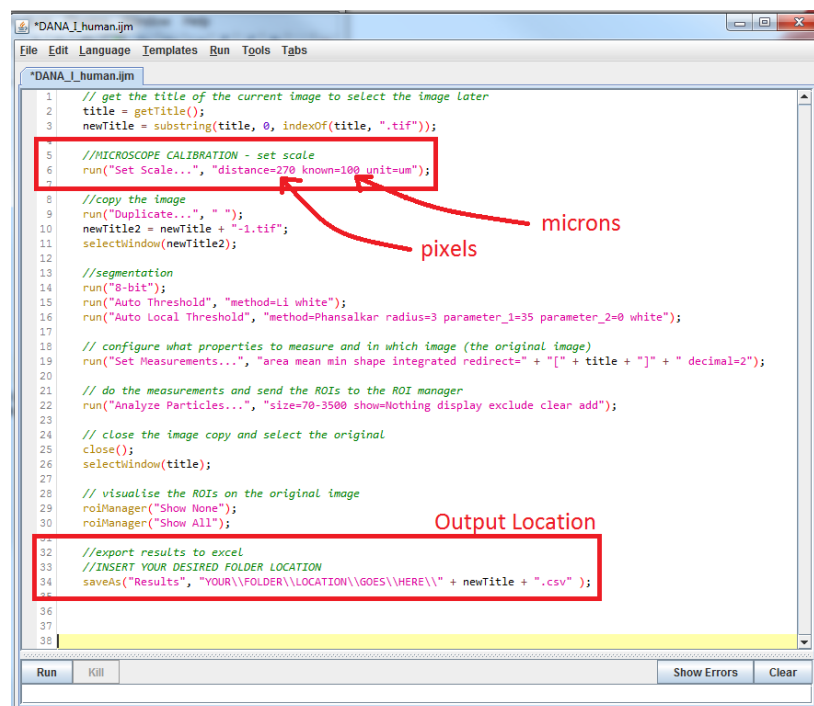 *DANA_I_human.ijm
File Edit Language Templates Run Tools Tabs
*DANA_I_human.ijm
1 // get the title of the current image to select the image later
2 title = getTitle();
3 newTitle = substring(title, 0, indexOf(title, ".tif"));
5 //MICROSCOPE CALIBRATION - set scale
6 run("Set Scale...", "distance=270 known=100 unit=um");
8 //copy the image
9 run("Duplicate...", " ");
10 newTitle2 = newTitle + "-1.tif";
microns
11 selectWindow(newTitle2);
pixels
12
13 //segmentation
14 run("8-bit");
15 run("Auto Threshold", "method=Li white");
16 run("Auto Local Threshold", "method=Phansalkar radius=3 parameter_1=35 parameter_2=0 white");
17
18 // configure what properties to measure and in which image (the original image)
19 run("Set Measurements...", "area mean min shape integrated redirect=" + "[" + title + "]" + " decimal=2");
20
21 // do the measurements and send the ROIs to the ROI manager
22 run("Analyze Particles...", "size=70-3500 show=Nothing display exclude clear add");
23
24 // close the image copy and select the original
25 close();
26 selectWindow(title);
27
28 // visualise the ROIs on the original image
29 roiManager("Show None");
30 roiManager("Show All");
Output Location
32 //export results to excel
33 //INSERT YOUR DESIRED FOLDER LOCATION
34 saveAs("Results", "YOUR\\FOLDER\\LOCATION\\GOES\\HERE\\" + newTitle + ".csv" );
36
37
38
Run Kill Show Errors Clear